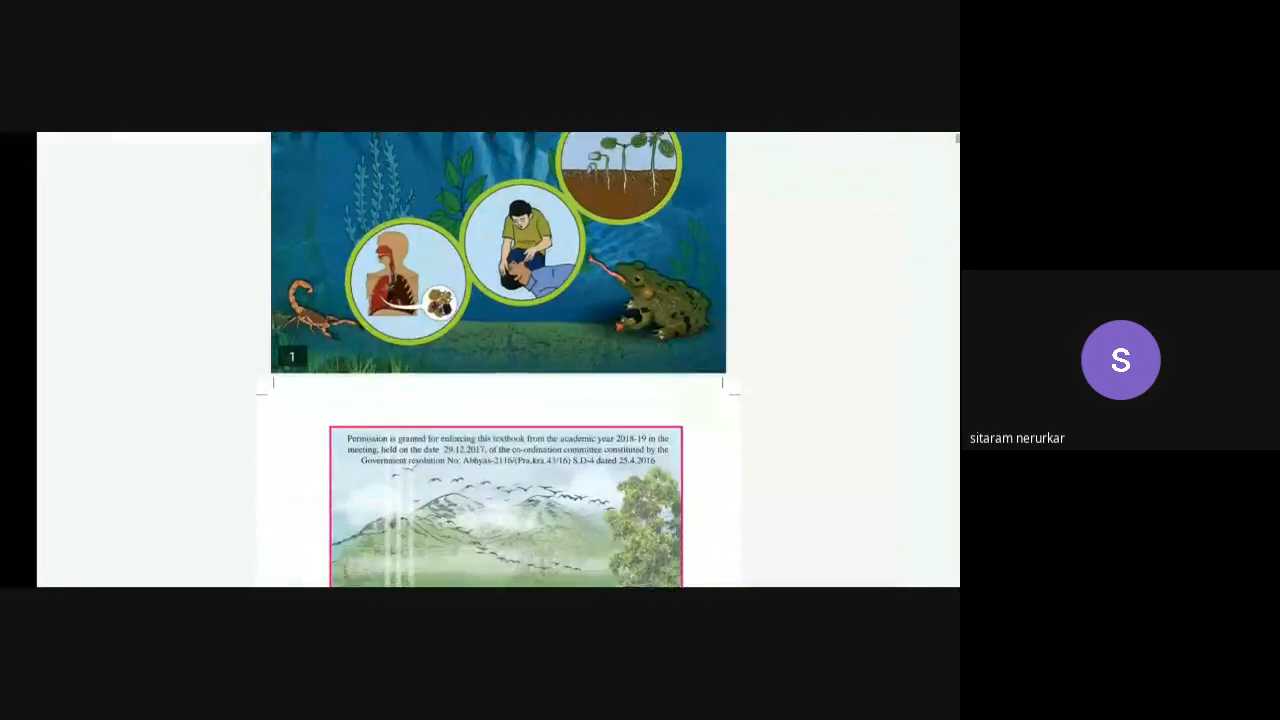 1
Permission is granted for enforcing this textbook from the academic year 2018-19 in the
meeting, held on the date 29.12.2017, of the co-ordination committee constituted by the
Government resolution No: Abhyas-2116/(Pra.kra.43/16) S.D-4 dated 25.4.2016
S
sitaram nerurkar